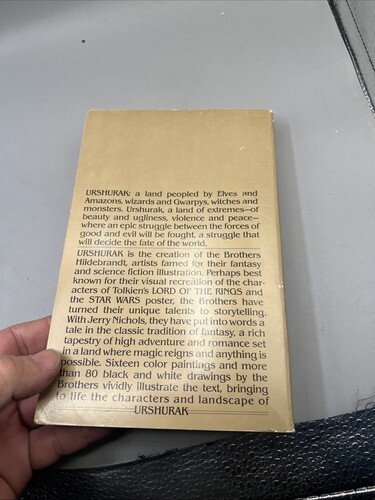 URSHURAK: a land peopled by Elves and
Amazons, wizards and Gwarpys, witches and
monsters. Urshurak, a land of extremes—of
beauty and ugliness, violence and peace—
where an epic struggle between the forces of
good and evil will be fought, a struggle that
will decide the fate of the world.
URSHURAK is the creation of the Brothers
Hildebrandt, artists famed for their fantasy
and science fiction illustration. Perhaps best
known for their visual recreation of the char-
acters of Tolkien's LORD OF THE RINGS and
the STAR WARS poster, the Brothers have
turned their unique talents to storytelling.
With Jerry Nichols, they have put into words a
tale in the classic tradition of fantasy, a rich
tapestry of high adventure and romance set
in a land where magic reigns and anything is
possible. Sixteen color paintings and more
than 80 black and white drawings by the
Brothers vividly illustrate the text, bringing
to life the characters and landscape of
URSHURAK